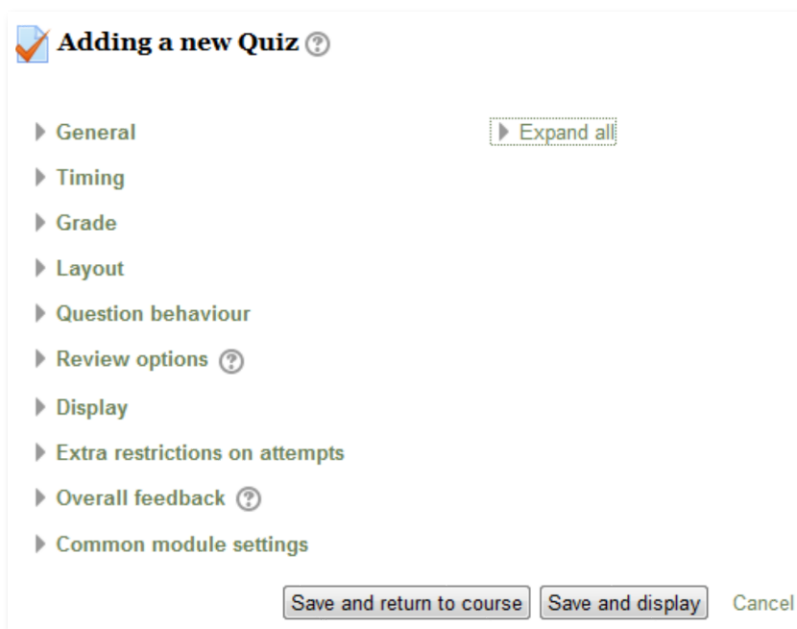 Adding a new Quiz ?
General
Expand all
Timing
Grade
Layout
Question behaviour
Review options ?
Display
Extra restrictions on attempts
Overall feedback ?
Common module settings
Save and return to course Save and display Cancel